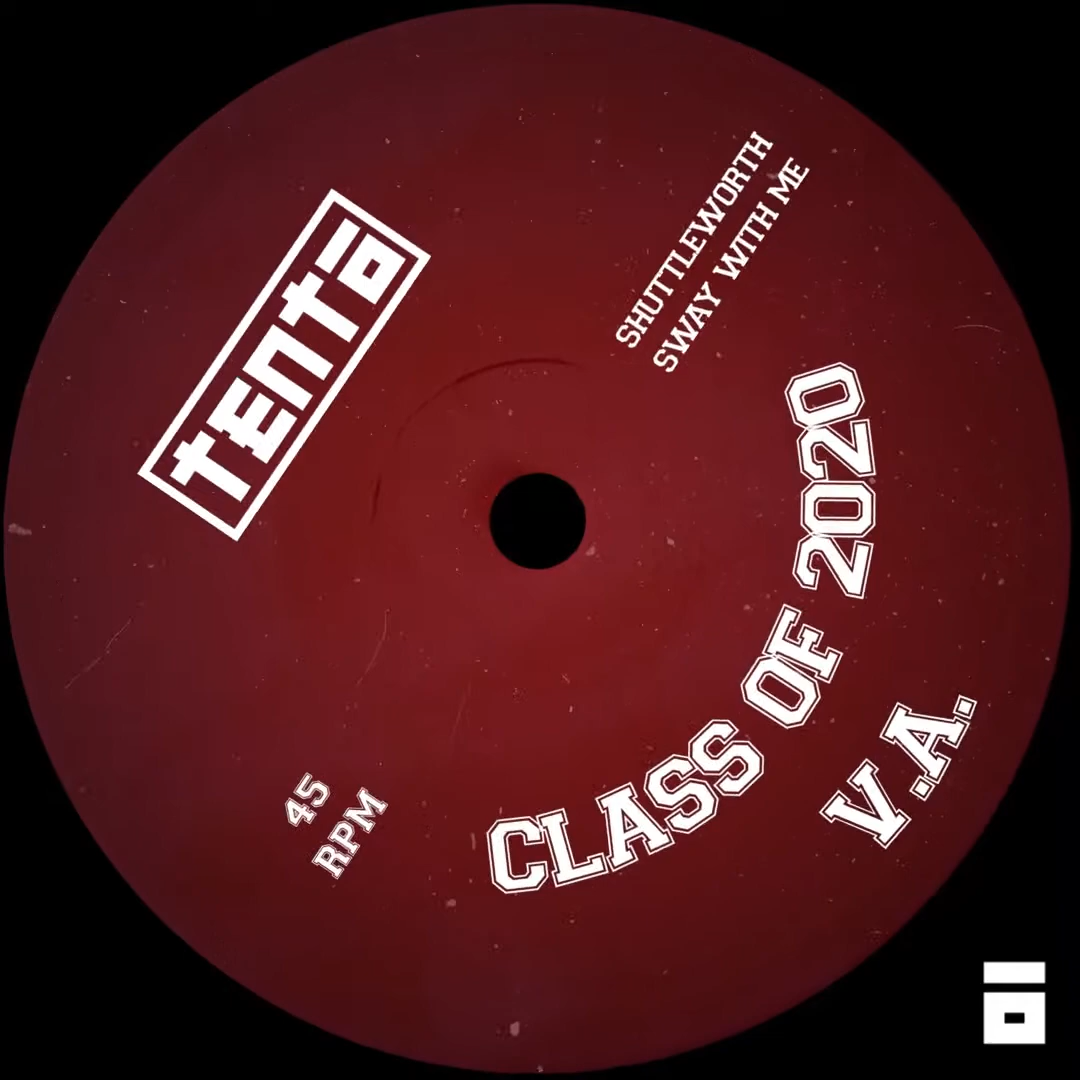 TENTŌ
SHUTTLEWORTH
SWAY WITH ME
CLASS OF 2020
V.A.
45
RPM